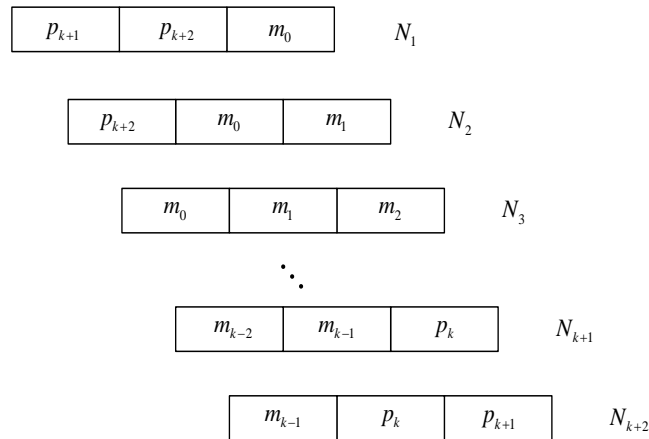 p_{k+1} p_{k+2} m_0 N_1
p_{k+2} m_0 m_1 N_2
m_0 m_1 m_2 N_3
⋱
m_{k-2} m_{k-1} p_k N_{k+1}
m_{k-1} p_k p_{k+1} N_{k+2}